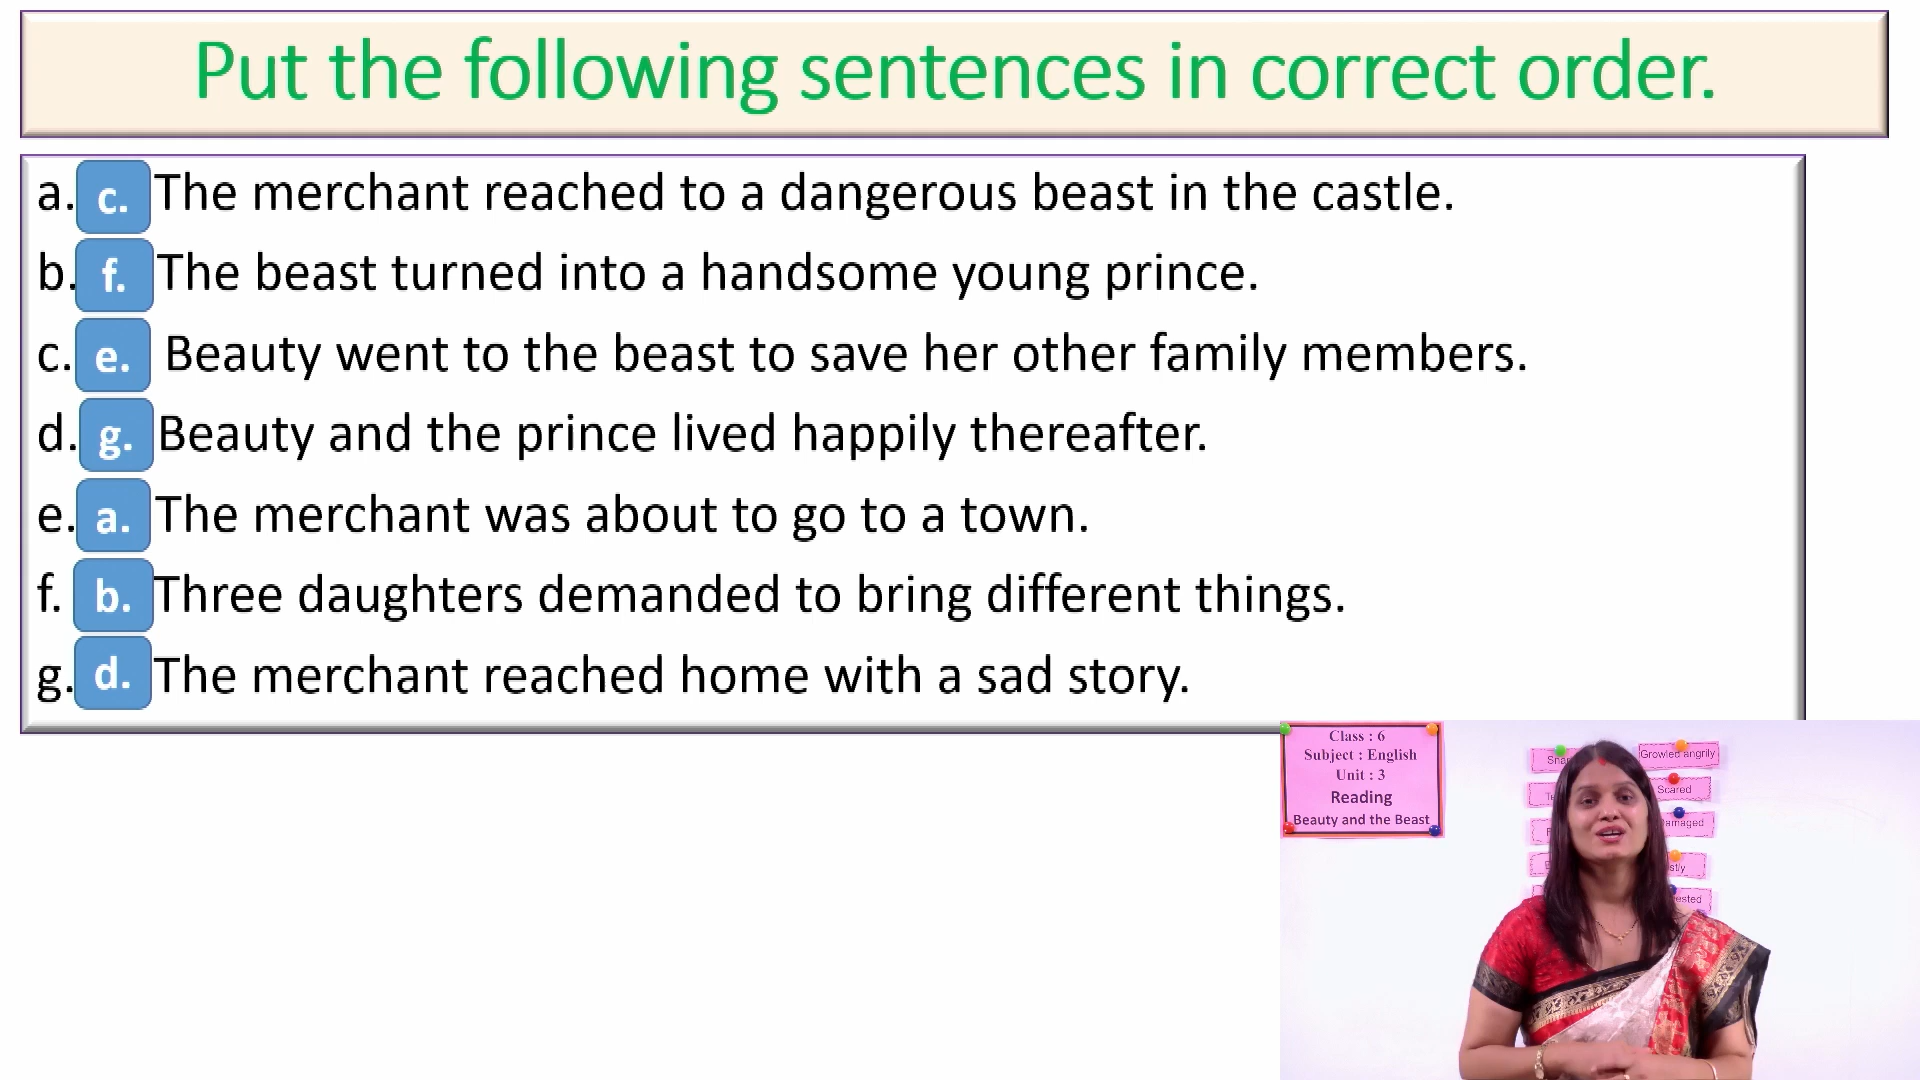 Put the following sentences in correct order.
a. c. The merchant reached to a dangerous beast in the castle.
b. f. The beast turned into a handsome young prince.
c. e. Beauty went to the beast to save her other family members.
d. g. Beauty and the prince lived happily thereafter.
e. a. The merchant was about to go to a town.
f. b. Three daughters demanded to bring different things.
g. d. The merchant reached home with a sad story.
Class : 6
Subject : English
Unit : 3
Reading
Beauty and the Beast
Growled angrily
Scared